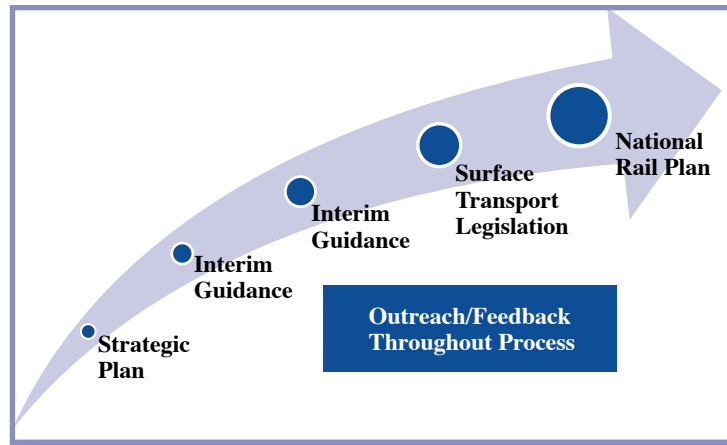 National
Rail Plan
Surface
Transport
Legislation
Interim
Guidance
Interim
Guidance
Outreach/Feedback
Throughout Process
Strategic
Plan